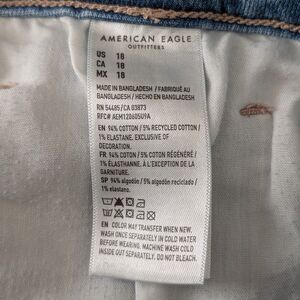 AMERICAN EAGLE
OUTFITTERS
US 18
CA 18
MX 18
MADE IN BANGLADESH / FABRIQUÉ AU
BANGLADESH / HECHO EN BANGLADESH
RN 54485/CA 03873
RFC# AEM120605U9A
EN 94% COTTON / 5% RECYCLED COTTON /
1% ELASTANE. EXCLUSIVE OF
DECORATION.
FR 94% COTON / 5% COTON RÉGÉNÉRÉ /
1% ÉLASTHANNE. À L'EXCEPTION DE LA
GARNITURE.
SP 94% algodón / 5% algodón reciclado /
1% elastano.
EN COLOR MAY TRANSFER WHEN NEW.
WASH ONCE SEPARATELY IN COLD WATER
BEFORE WEARING. MACHINE WASH COLD
INSIDE OUT SEPARATELY. DO NOT BLEACH.